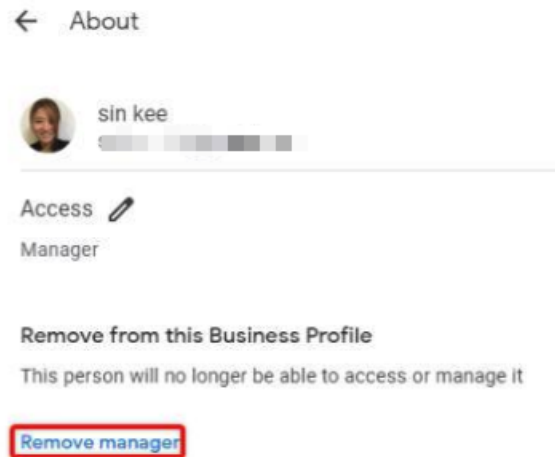 About
sin kee
Access
Manager
Remove from this Business Profile
This person will no longer be able to access or manage it
Remove manager